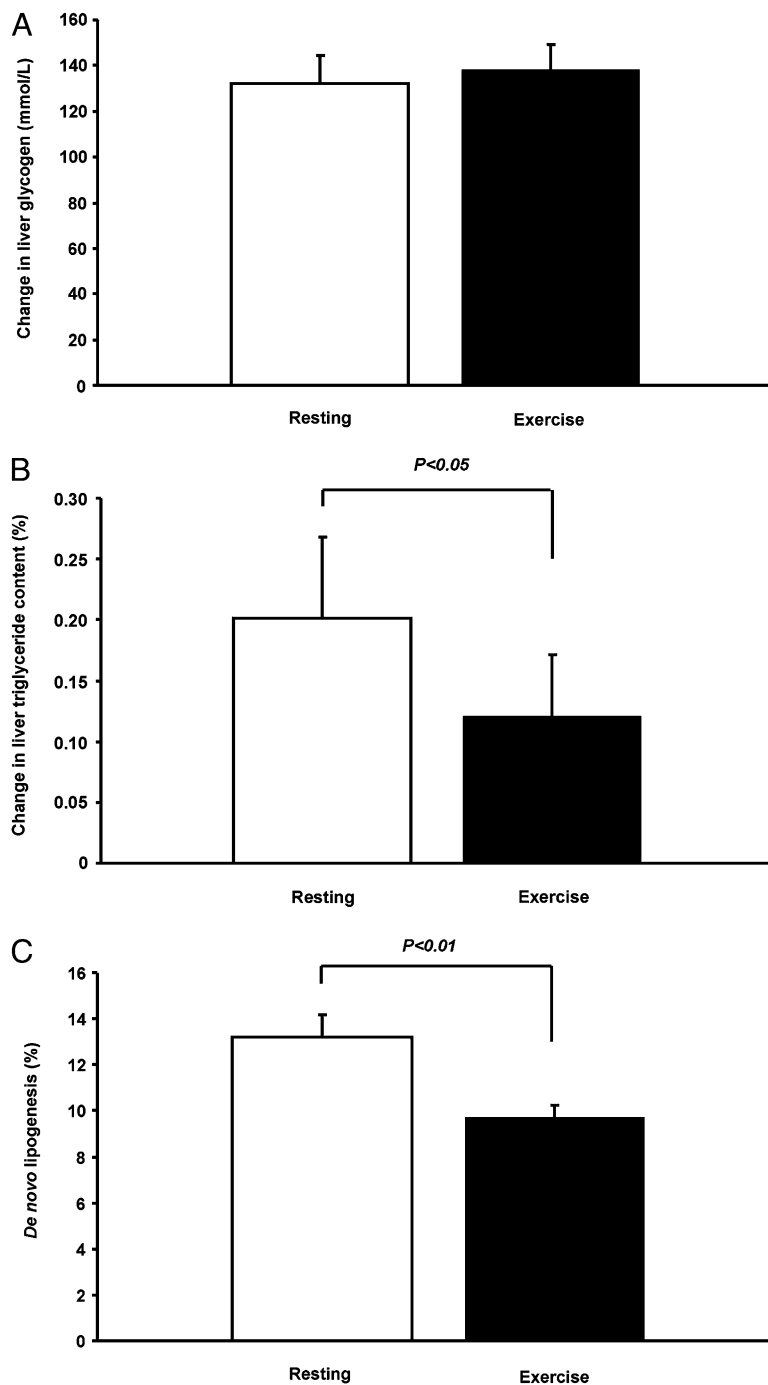 A
Change in liver glycogen (mmol/L)
160
140
120
100
80
60
40
20
0
Resting
Exercise
B
P<0.05
Change in liver triglyceride content (%)
0.30
0.25
0.20
0.15
0.10
0.05
0
Resting
Exercise
C
P<0.01
De novo lipogenesis (%)
16
14
12
10
8
6
4
2
0
Resting
Exercise